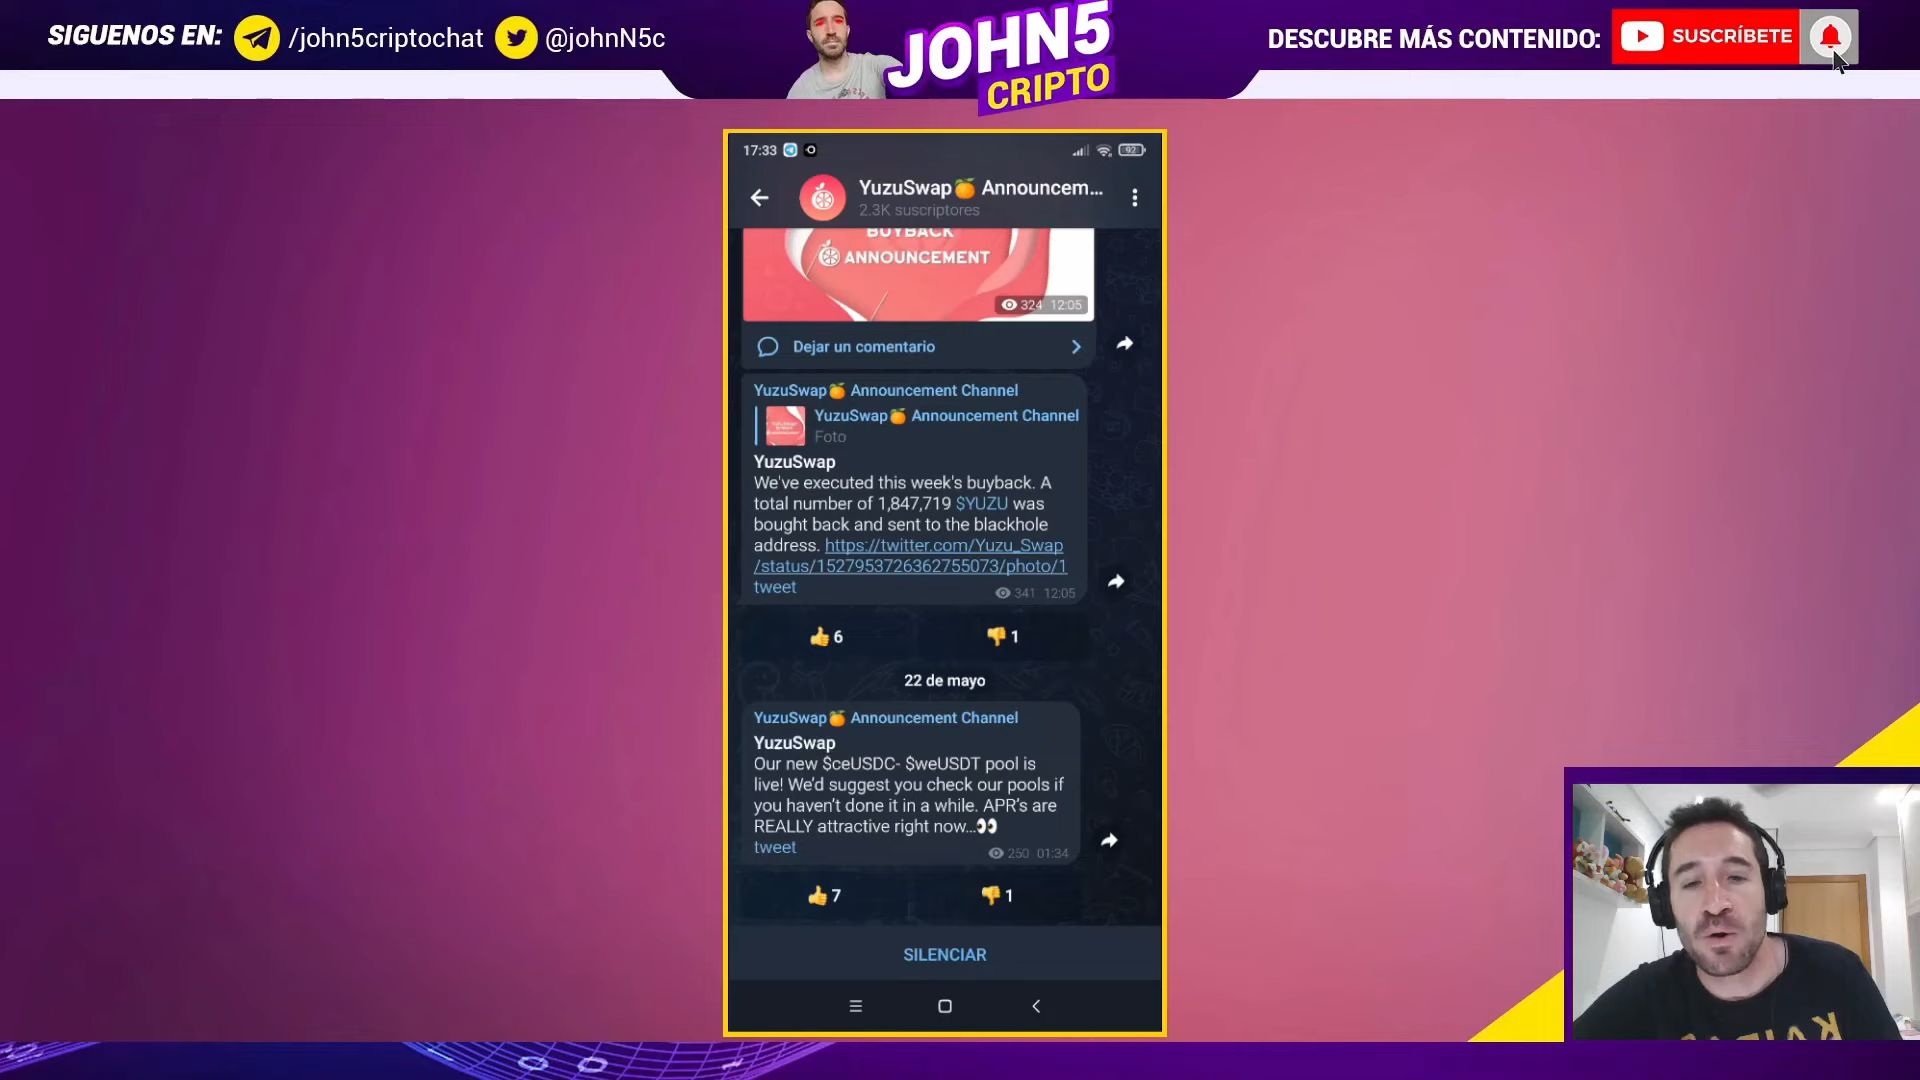 SIGUENOS EN:
/john5criptochat
@johnN5c
JOHN5
CRIPTO
DESCUBRE MÁS CONTENIDO:
SUSCRÍBETE
17:33
92
YuzuSwap🍊 Announcem...
2.3K suscriptores
BUYBACK
ANNOUNCEMENT
324 12:05
Dejar un comentario
YuzuSwap🍊 Announcement Channel
YuzuSwap🍊 Announcement Channel
Foto
YuzuSwap
We've executed this week's buyback. A
total number of 1,847,719 $YUZU was
bought back and sent to the blackhole
address. https://twitter.com/Yuzu_Swap
/status/1527953726362755073/photo/1
tweet
341 12:05
👍 6
👎 1
22 de mayo
YuzuSwap🍊 Announcement Channel
YuzuSwap
Our new $ceUSDC- $weUSDT pool is
live! We'd suggest you check our pools if
you haven't done it in a while. APR's are
REALLY attractive right now...👀
tweet
250 01:34
👍 7
👎 1
SILENCIAR